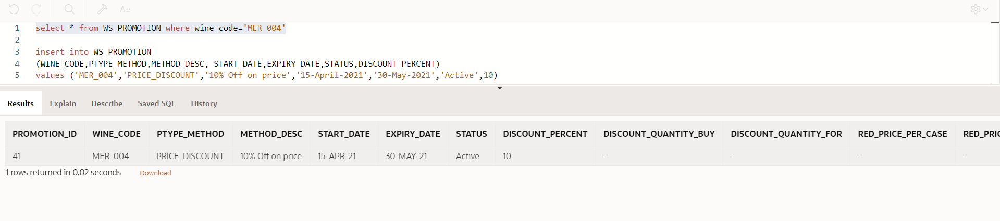 A
1 select * from WS_PROMOTION where wine_code='MER_004'
2
3 insert into WS_PROMOTION
4 (WINE_CODE,PTYPE_METHOD,METHOD_DESC, START_DATE,EXPIRY_DATE,STATUS,DISCOUNT_PERCENT)
5 values ('MER_004','PRICE_DISCOUNT','10% Off on price','15-April-2021','30-May-2021','Active',10)
Results Explain Describe Saved SQL History
PROMOTION_ID WINE_CODE PTYPE_METHOD METHOD_DESC START_DATE EXPIRY_DATE STATUS DISCOUNT_PERCENT DISCOUNT_QUANTITY_BUY DISCOUNT_QUANTITY_FOR RED_PRICE_PER_CASE RED_PRIC
41 MER_004 PRICE_DISCOUNT 10% Off on price 15-APR-21 30-MAY-21 Active 10 - - - -
1 rows returned in 0.02 seconds Download